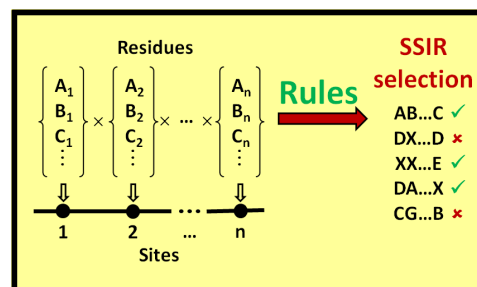 Residues
A1 A2 An
B1 × B2 × ... × Bn
C1 C2 Cn
⋮ ⋮ ⋮
1 2 ... n
Sites
Rules
SSIR
selection
AB...C ✓
DX...D ×
XX...E ✓
DA...X ✓
CG...B ×